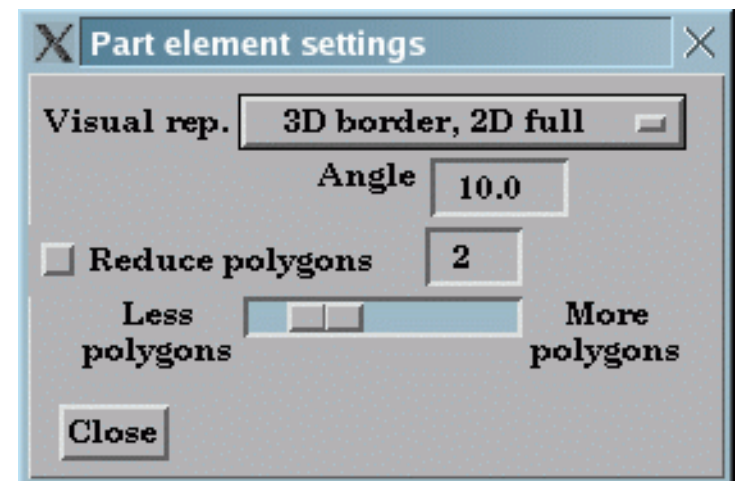 Part element settings
Visual rep. 3D border, 2D full
Angle 10.0
Reduce polygons 2
Less polygons
More polygons
Close